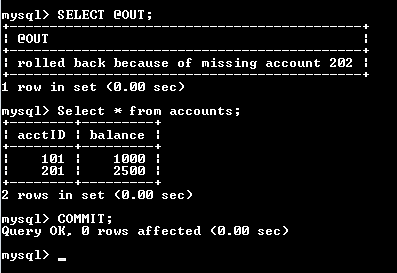 mysql> SELECT @OUT;
+------------------------------------------+
| @OUT                                     |
+------------------------------------------+
| rolled back because of missing account 202 |
+------------------------------------------+
1 row in set (0.00 sec)
mysql> Select * from accounts;
+--------+---------+
| acctID | balance |
+--------+---------+
|    101 |    1000 |
|    201 |    2500 |
+--------+---------+
2 rows in set (0.00 sec)
mysql> COMMIT;
Query OK, 0 rows affected (0.00 sec)
mysql> _